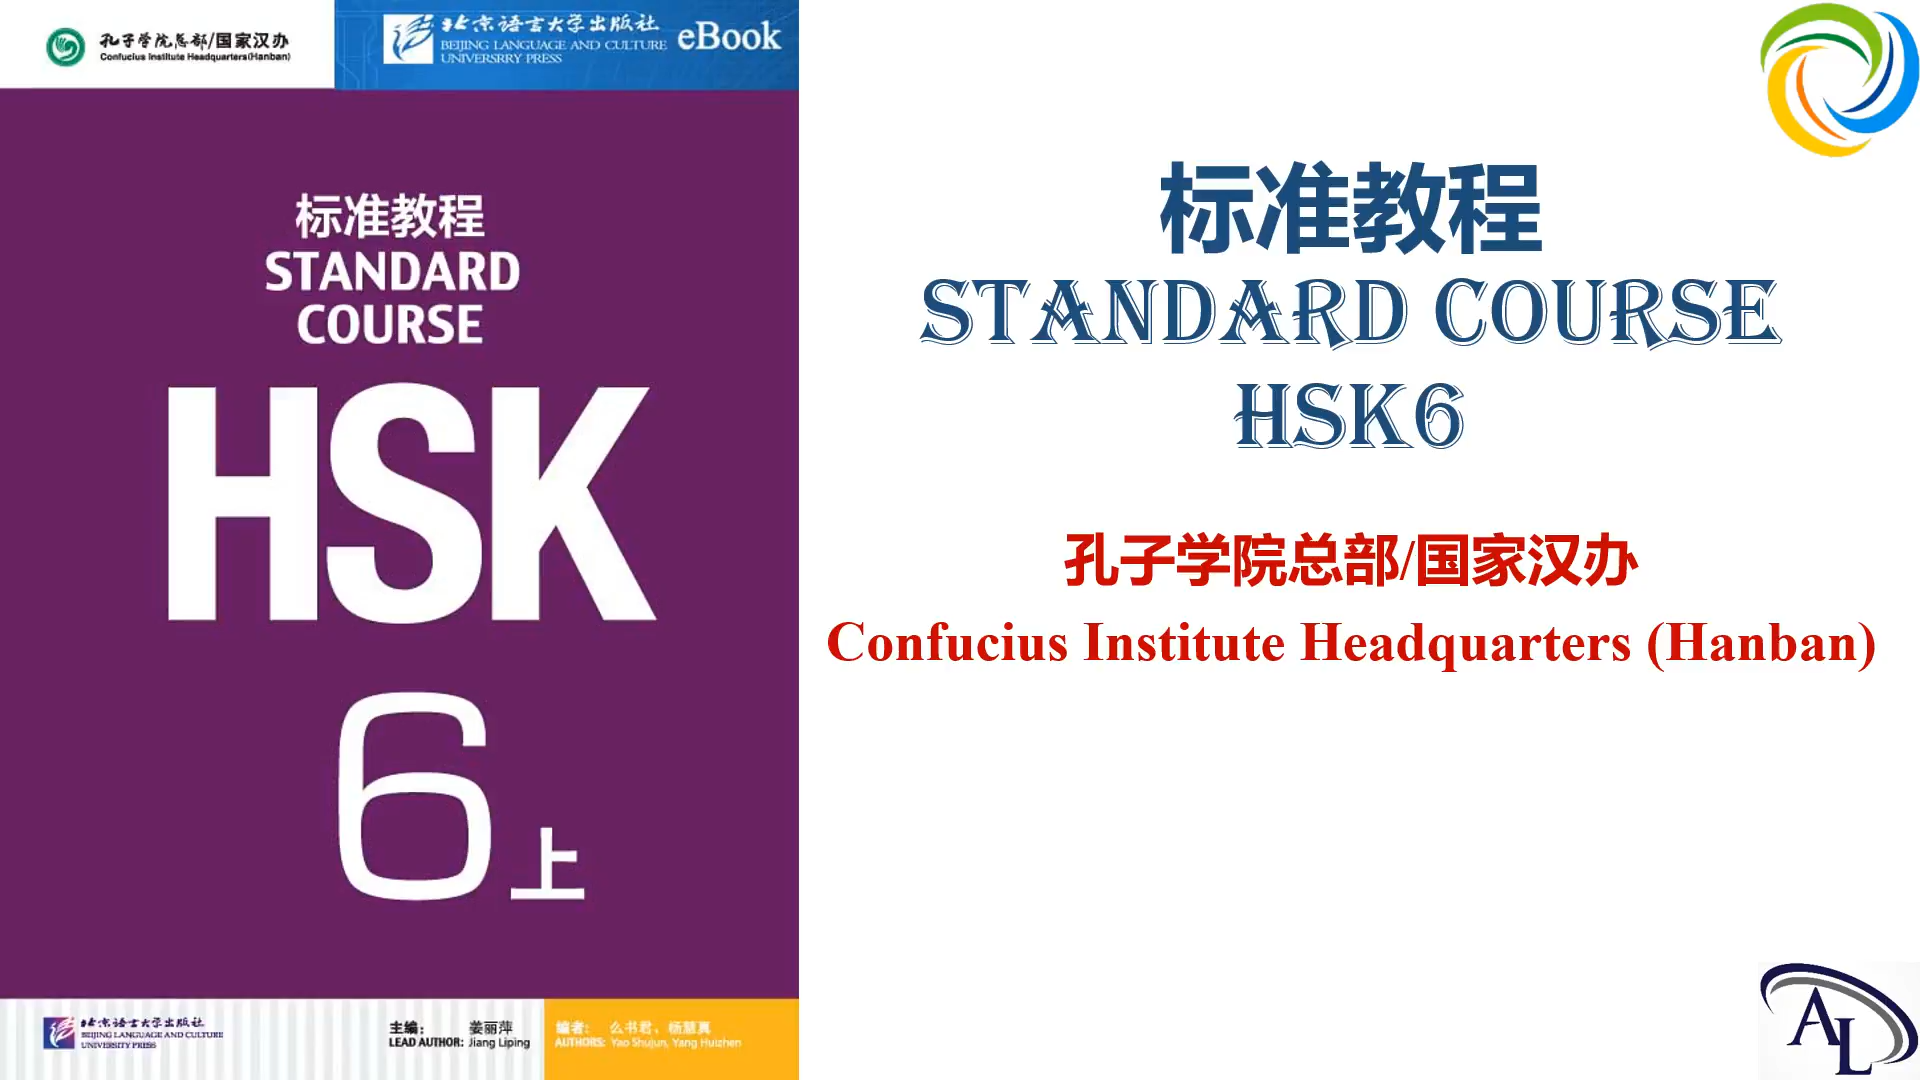 孔子学院总部/国家汉办
Confucius Institute Headquarters(Hanban)
北京语言大学出版社
BEIJING LANGUAGE AND CULTURE
UNIVERSRRY PRESS
eBook
标准教程
STANDARD
COURSE
HSK
6上
北京语言大学出版社
BEIJING LANGUAGE AND CULTURE
UNIVERSITY PRESS
主编： 姜丽萍
LEAD AUTHOR: Jiang Liping
编者： 么书君，杨慧真
AUTHORS: Yao Shujun, Yang Huizhen
标准教程
STANDARD COURSE
HSK6
孔子学院总部/国家汉办
Confucius Institute Headquarters (Hanban)
AL